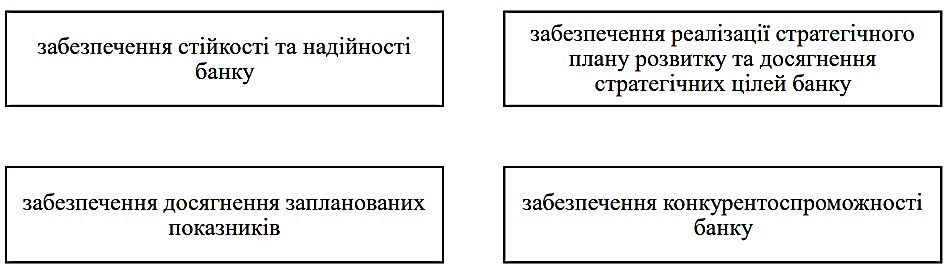 забезпечення стійкості та надійності
банку
забезпечення реалізації стратегічного
плану розвитку та досягнення
стратегічних цілей банку
забезпечення досягнення запланованих
показників
забезпечення конкурентоспроможності
банку